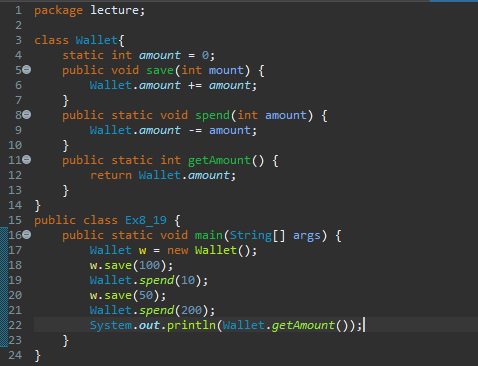 1 package lecture;
2
3 class Wallet{
4     static int amount = 0;
5     public void save(int mount) {
6         Wallet.amount += amount;
7     }
8     public static void spend(int amount) {
9         Wallet.amount -= amount;
10     }
11     public static int getAmount() {
12         return Wallet.amount;
13     }
14 }
15 public class Ex8_19 {
16     public static void main(String[] args) {
17         Wallet w = new Wallet();
18         w.save(100);
19         Wallet.spend(10);
20         w.save(50);
21         Wallet.spend(200);
22         System.out.println(Wallet.getAmount());
23     }
24 }